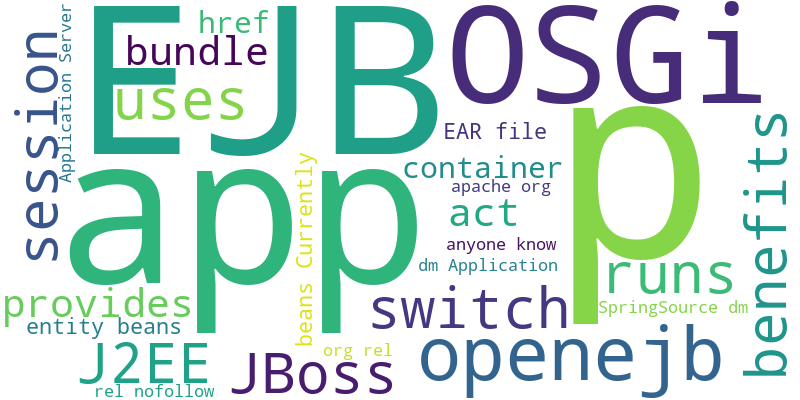 href
EJB
OSGi
bundle
Application Server
session
uses
EAR file
p
app
container
apache org
act
anyone know
benefits
beans Currently
dm Application
runs
provides
switch
SpringSource dm
entity beans
openejb
J2EE
org rel
JBoss
rel nofollow